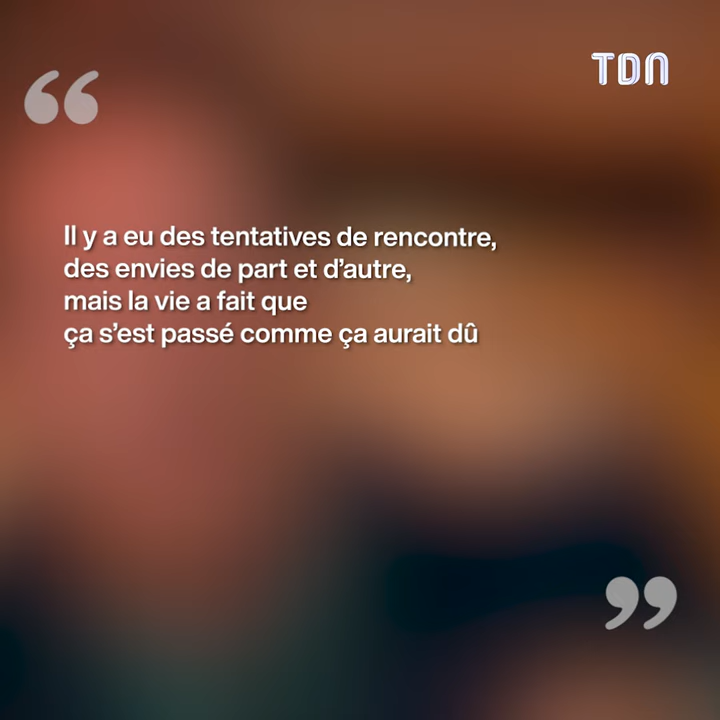 TDN
“
Il y a eu des tentatives de rencontre,
des envies de part et d’autre,
mais la vie a fait que
ça s’est passé comme ça aurait dû
”